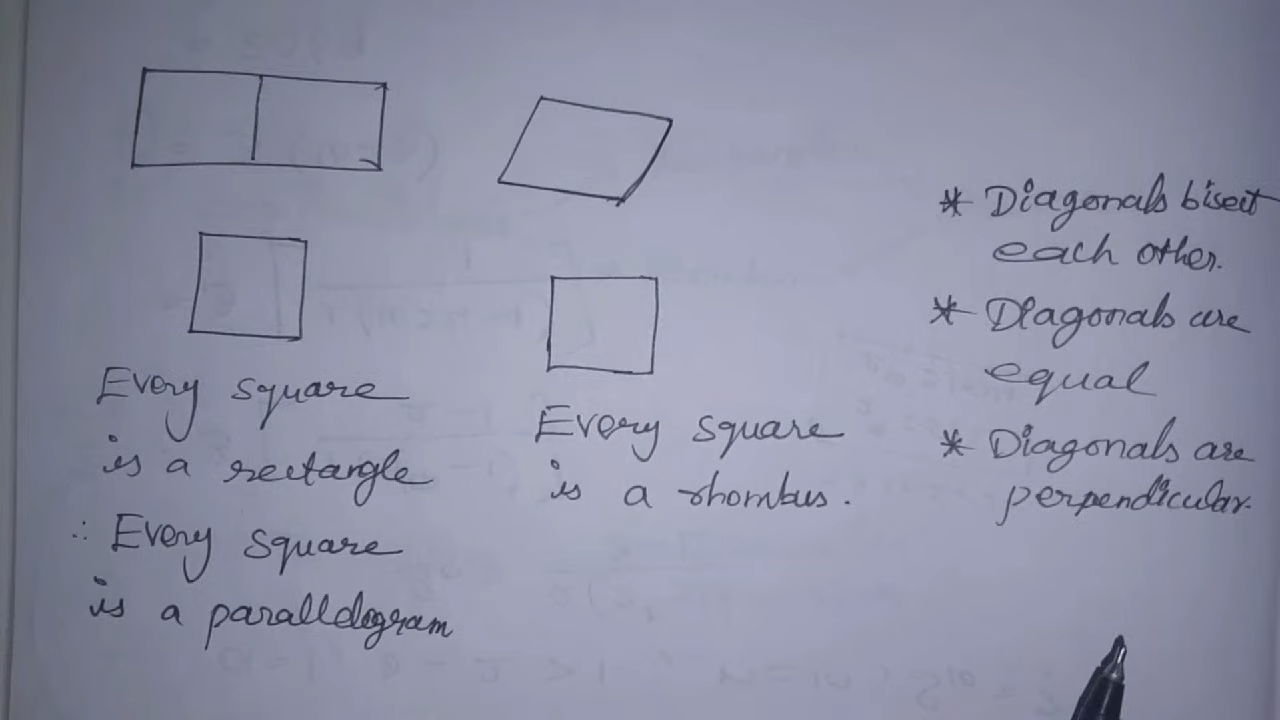 Every square
is a rectangle
∴ Every square
is a parallelogram
Every square
is a rhombus.
* Diagonals bisect
each other.
* Diagonals are
equal
* Diagonals are
perpendicular.